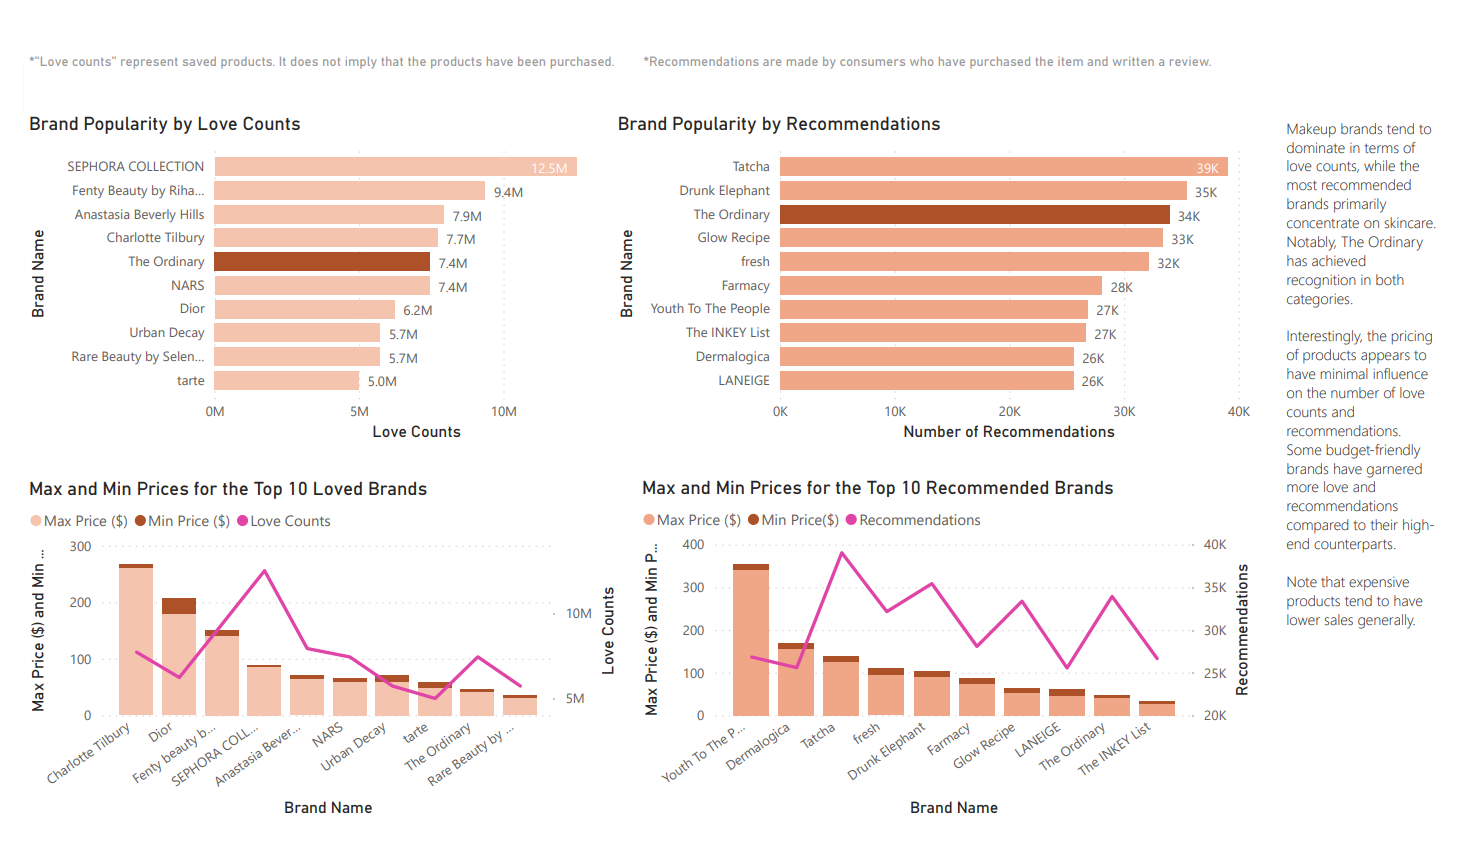 *"Love counts" represent saved products. It does not imply that the products have been purchased.
*Recommendations are made by consumers who have purchased the item and written a review.
Brand Popularity by Love Counts
Brand Name
SEPHORA COLLECTION 12.5M
Fenty Beauty by Riha... 9.4M
Anastasia Beverly Hills 7.9M
Charlotte Tilbury 7.7M
The Ordinary 7.4M
NARS 7.4M
Dior 6.2M
Urban Decay 5.7M
Rare Beauty by Selen... 5.7M
tarte 5.0M
0M 5M 10M
Love Counts
Brand Popularity by Recommendations
Brand Name
Tatcha 39K
Drunk Elephant 35K
The Ordinary 34K
Glow Recipe 33K
fresh 32K
Farmacy 28K
Youth To The People 27K
The INKEY List 27K
Dermalogica 26K
LANEIGE 26K
0K 10K 20K 30K 40K
Number of Recommendations
Makeup brands tend to
dominate in terms of
love counts, while the
most recommended
brands primarily
concentrate on skincare.
Notably, The Ordinary
has achieved
recognition in both
categories.
Interestingly, the pricing
of products appears to
have minimal influence
on the number of love
counts and
recommendations.
Some budget-friendly
brands have garnered
more love and
recommendations
compared to their high-
end counterparts.
Note that expensive
products tend to have
lower sales generally.
Max and Min Prices for the Top 10 Loved Brands
Max Price ($) Min Price ($) Love Counts
Max Price ($) and Min ...
300
200
100
0
10M
5M
Love Counts
Charlotte Tilbury
Dior
Fenty beauty b...
SEPHORA COLL...
Anastasia Bever...
NARS
Urban Decay
tarte
The Ordinary
Rare Beauty by ...
Brand Name
Max and Min Prices for the Top 10 Recommended Brands
Max Price ($) Min Price($) Recommendations
Max Price ($) and Min P...
400
300
200
100
0
40K
35K
30K
25K
20K
Recommendations
Youth To The P...
Dermalogica
Tatcha
fresh
Drunk Elephant
Farmacy
Glow Recipe
LANEIGE
The Ordinary
The INKEY List
Brand Name